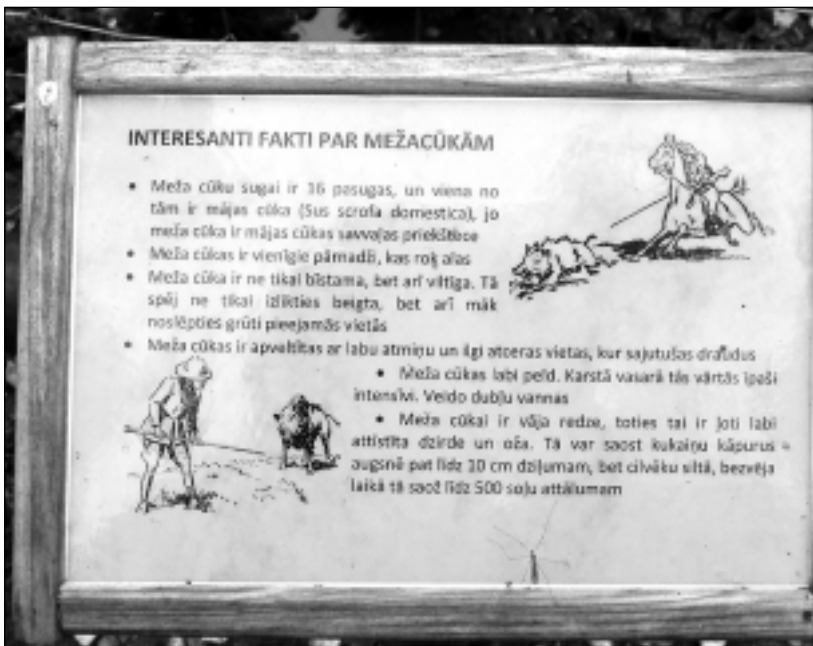 INTERESANTI FAKTI PAR MEŽACŪKĀM
• Meža cūku sugai ir 16 pasugas, un viena no
tām ir mājas cūka (Sus scrofa domestica), jo
meža cūka ir mājas cūkas savvaļas priekštece
• Meža cūkas ir vienīgie pārnadži, kas rok alas
• Meža cūka ir ne tikai bīstama, bet arī viltīga. Tā
spēj ne tikai izlikties beigta, bet arī māk
noslēpties grūti pieejamās vietās
• Meža cūkas ir apveltītas ar labu atmiņu un ilgi atceras vietas, kur sajutušas draudus
• Meža cūkas labi peld. Karstā vasarā tās vārtās īpaši
intensīvi. Veido dubļu vannas
• Meža cūkai ir vāja redze, toties tai ir ļoti labi
attīstīta dzirde un oža. Tā var saost kukaiņu kāpurus
augsnē pat līdz 10 cm dziļumam, bet cilvēku siltā, bezvēja
laikā tā saož līdz 500 soļu attālumam